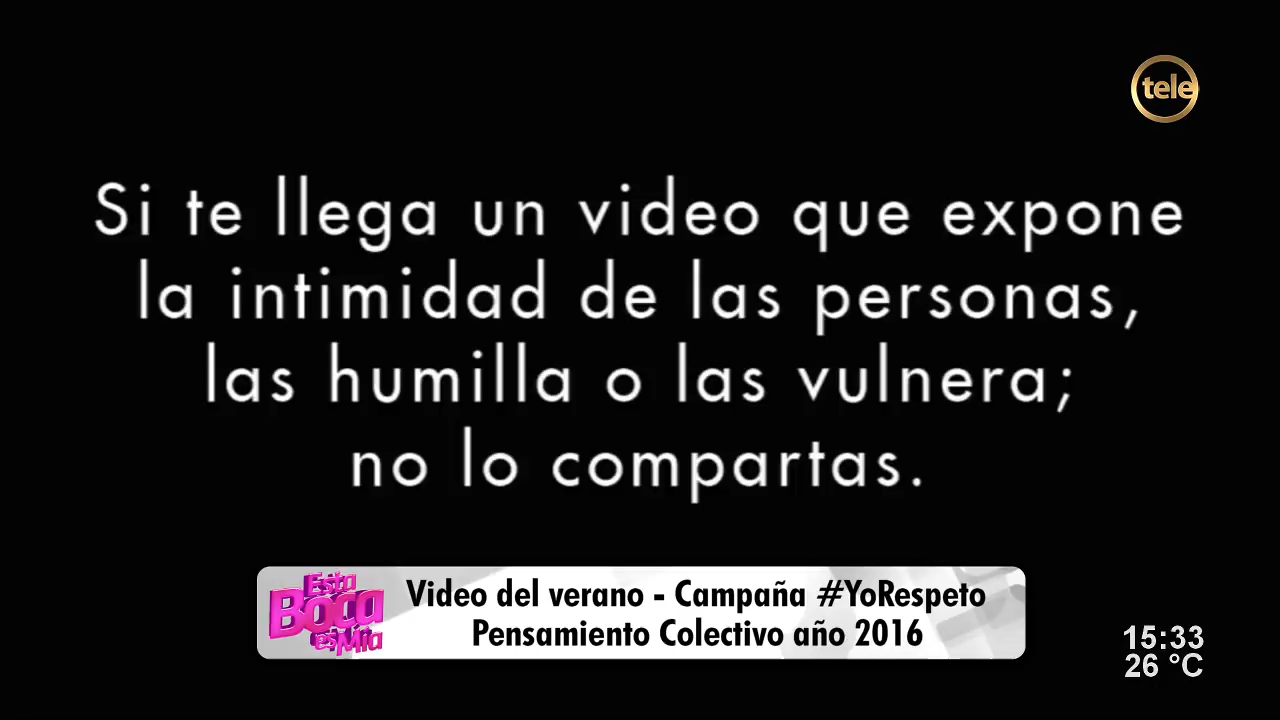 tele
Si te llega un video que expone
la intimidad de las personas,
las humilla o las vulnera;
no lo compartas.
Esta
Boca
es Mía
Video del verano - Campaña #YoRespeto
Pensamiento Colectivo año 2016
15:33
26 °C